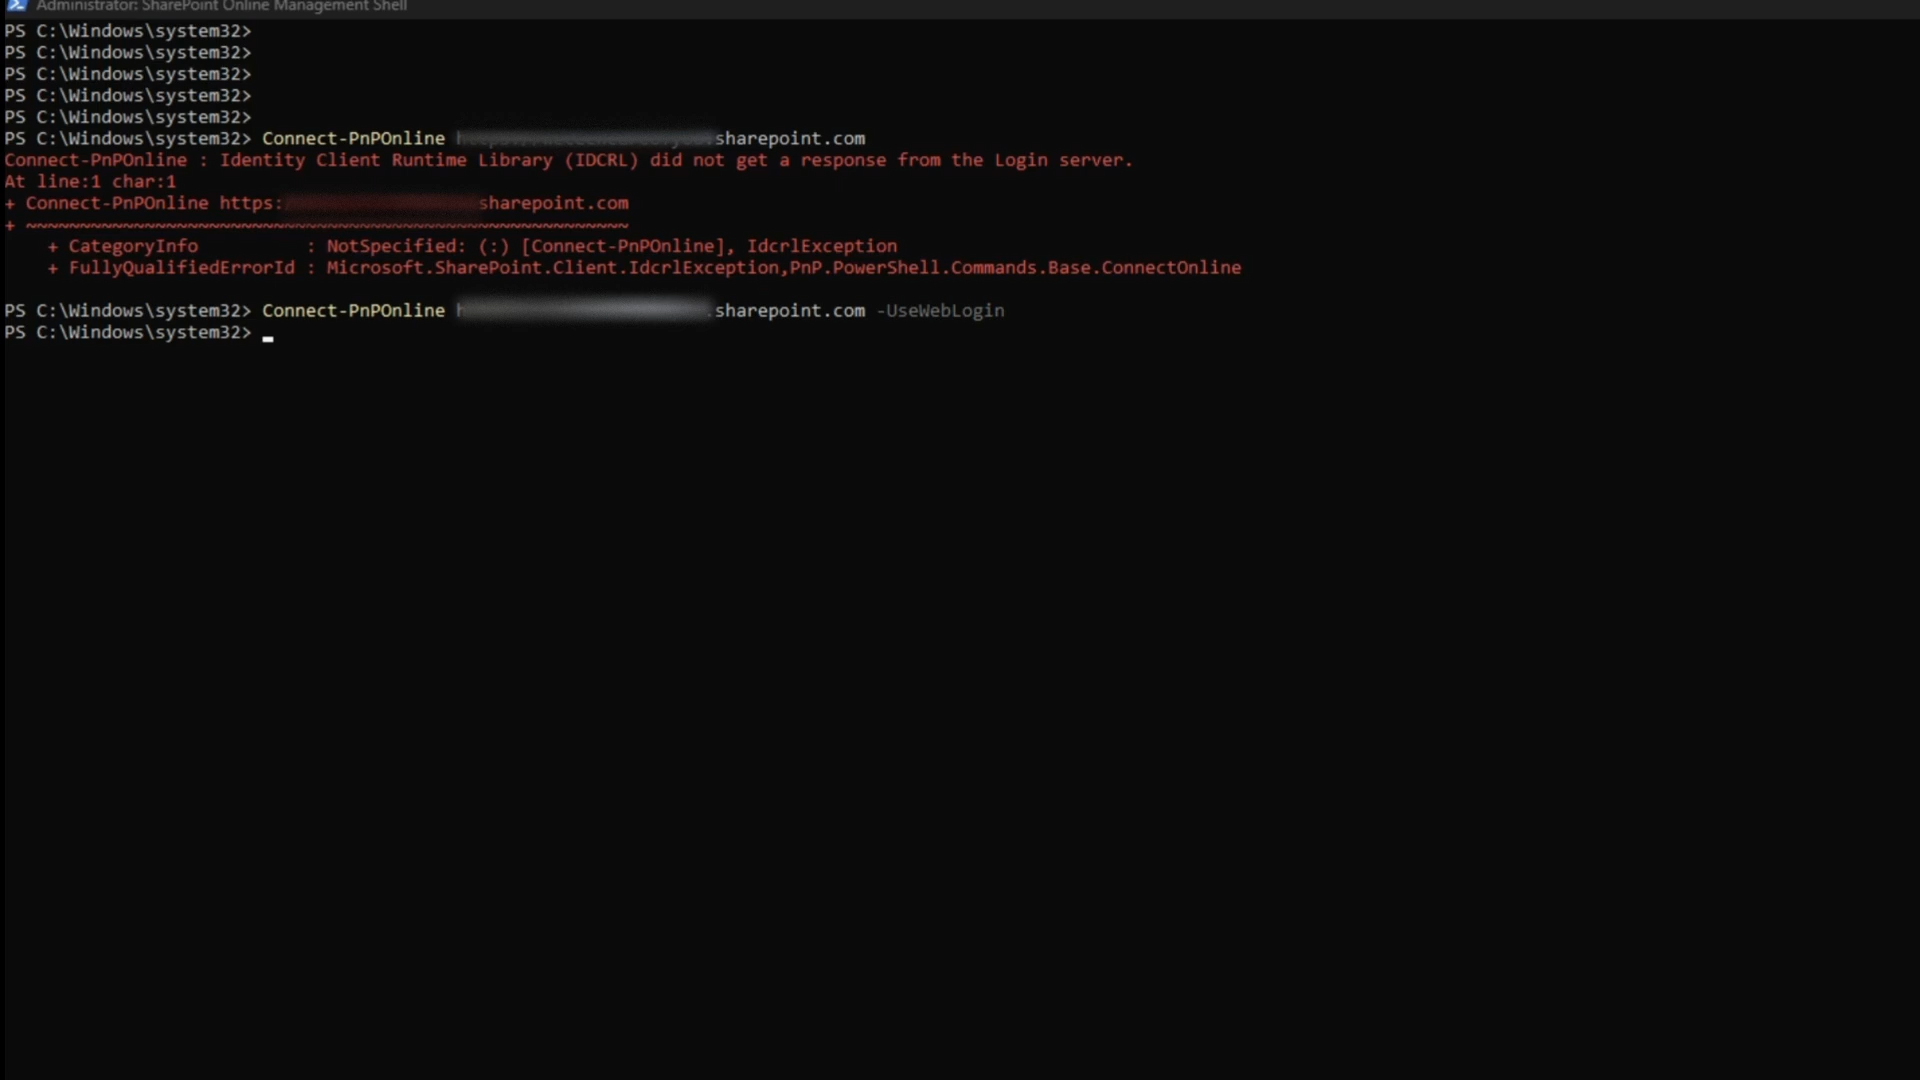 Administrator: SharePoint Online Management Shell
PS C:\Windows\system32>
PS C:\Windows\system32>
PS C:\Windows\system32>
PS C:\Windows\system32>
PS C:\Windows\system32>
PS C:\Windows\system32> Connect-PnPOnline sharepoint.com
Connect-PnPOnline : Identity Client Runtime Library (IDCRL) did not get a response from the Login server.
At line:1 char:1
+ Connect-PnPOnline https: sharepoint.com
+ ~~~~~~~~~~~~~~~~~~~~~~~~~~~~~~~~~~~~~~~~~~~~~~~~~~~~~~~~
    + CategoryInfo          : NotSpecified: (:) [Connect-PnPOnline], IdcrlException
    + FullyQualifiedErrorId : Microsoft.SharePoint.Client.IdcrlException,PnP.PowerShell.Commands.Base.ConnectOnline
PS C:\Windows\system32> Connect-PnPOnline .sharepoint.com -UseWebLogin
PS C:\Windows\system32>